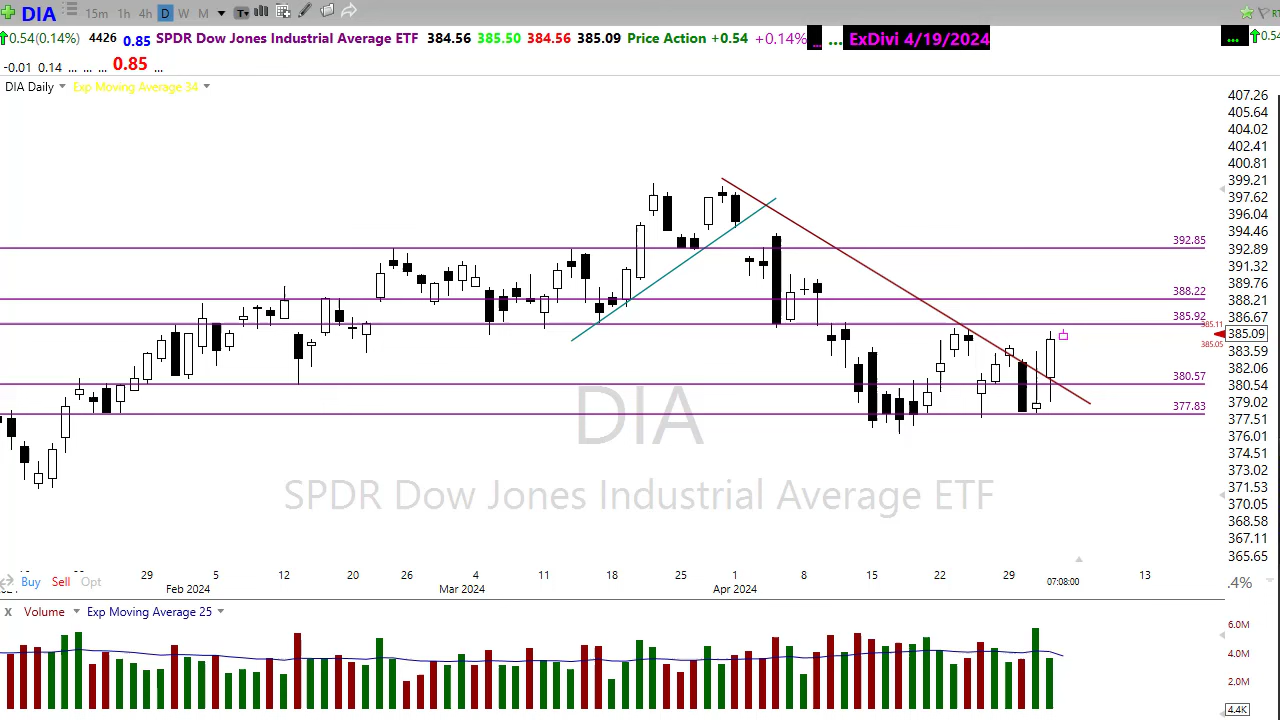 DIA 15m 1h 4h D W M T
0.54(0.14%) 4426 0.85 SPDR Dow Jones Industrial Average ETF 384.56 385.50 384.56 385.09 Price Action +0.54 +0.14% ... ... ExDivi 4/19/2024 ... 0.54
-0.01 0.14 ... ... ... 0.85 ...
DIA Daily Exp Moving Average 34
407.26
405.64
404.02
402.41
400.81
399.21
397.62
396.04
394.46
392.85 392.89
391.32
389.76
388.22 388.21
386.67
385.92
385.11
385.09
385.05
383.59
382.06
380.57 380.54
379.02
377.83
377.51
376.01
374.51
373.02
371.53
370.05
368.58
367.11
365.65
DIA
SPDR Dow Jones Industrial Average ETF
29 5 12 20 26 4 11 18 25 1 8 15 22 29 07:08:00 13
Buy Sell Opt .4%
Feb 2024 Mar 2024 Apr 2024
X Volume Exp Moving Average 25
6.0M
4.0M
2.0M
4.4K